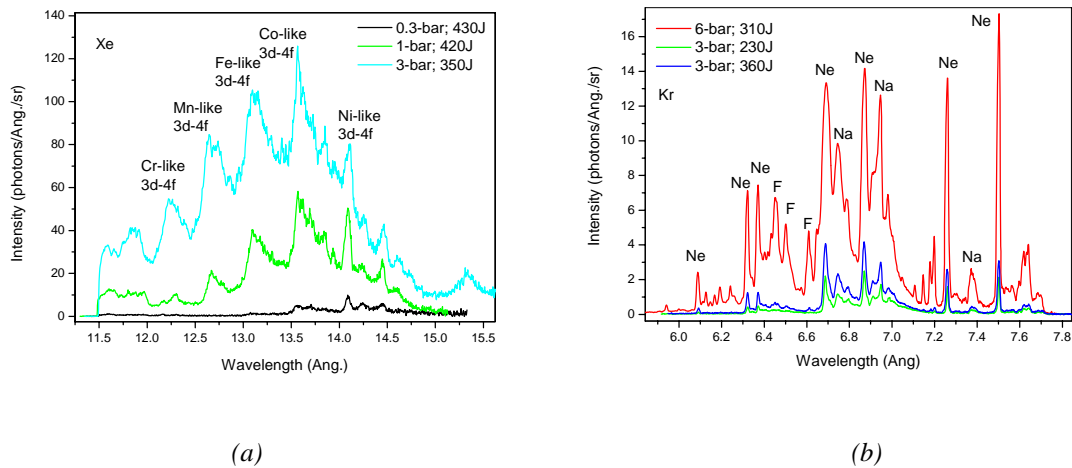 140
120
100
80
60
40
20
0
Intensity (photons/Ang./sr)
Xe
0.3-bar; 430J
1-bar; 420J
3-bar; 350J
Co-like
3d-4f
Fe-like
3d-4f
Mn-like
3d-4f
Ni-like
3d-4f
Cr-like
3d-4f
11.5 12.0 12.5 13.0 13.5 14.0 14.5 15.0 15.5
Wavelength (Ang.)
(a)
16
14
12
10
8
6
4
2
0
Intensity (photons/Ang/sr)
6-bar; 310J
3-bar; 230J
3-bar; 360J
Kr
Ne
Ne
Ne
Ne
Na
Na
Ne
Ne
F
F
F
Ne
Na
6.0 6.2 6.4 6.6 6.8 7.0 7.2 7.4 7.6 7.8
Wavelength (Ang)
(b)